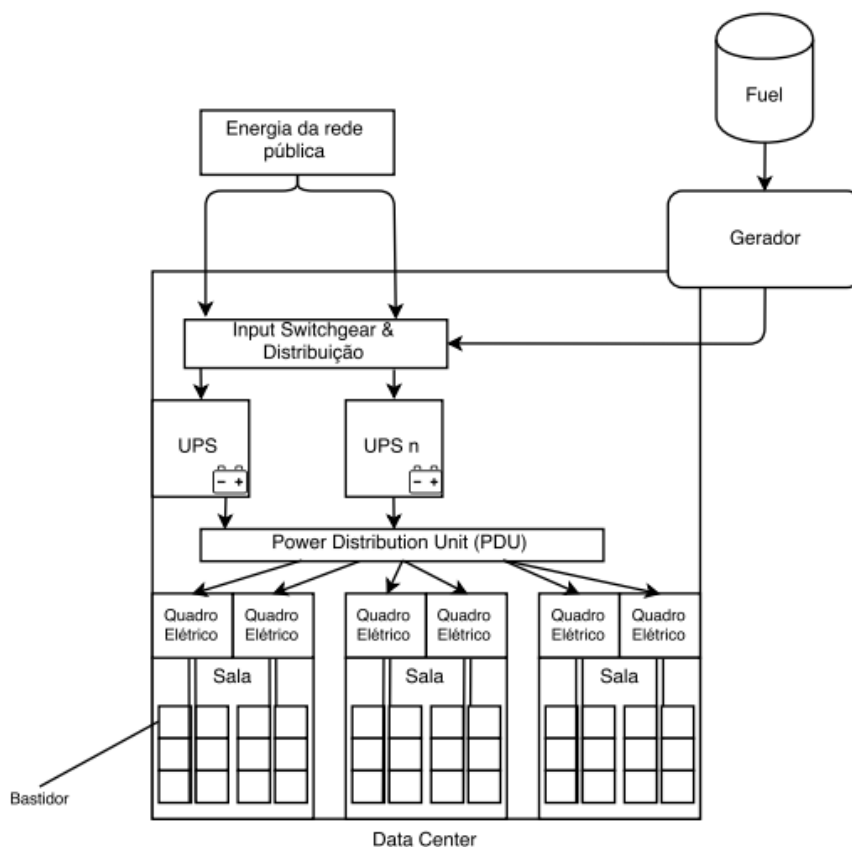 Fuel
Energia da rede
pública
Gerador
Input Switchgear &
Distribuição
UPS
UPS n
Power Distribution Unit (PDU)
Quadro
Elétrico
Quadro
Elétrico
Quadro
Elétrico
Quadro
Elétrico
Quadro
Elétrico
Quadro
Elétrico
Sala
Sala
Sala
Bastidor
Data Center